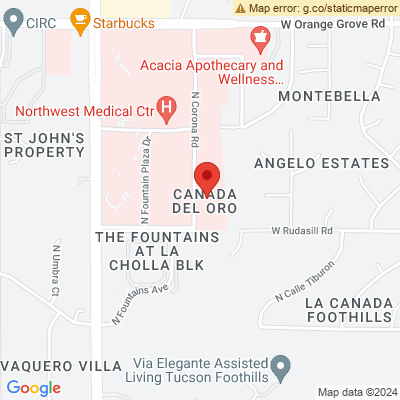 Map error: g.co/staticmaperror
CIRC
Starbucks
W Orange Grove Rd
Acacia Apothecary and
Wellness...
MONTEBELLA
Northwest Medical Ctr
N Corona Rd
ST JOHN'S
PROPERTY
N Fountain Plaza Dr
ANGELO ESTATES
CANADA
DEL ORO
THE FOUNTAINS
AT LA
CHOLLA BLK
W Rudasill Rd
N Umbra Ct
N Fountains Ave
N Calle Tiburon
LA CANADA
FOOTHILLS
VAQUERO VILLA
Via Elegante Assisted
Living Tucson Foothills
Google
Map data ©2024